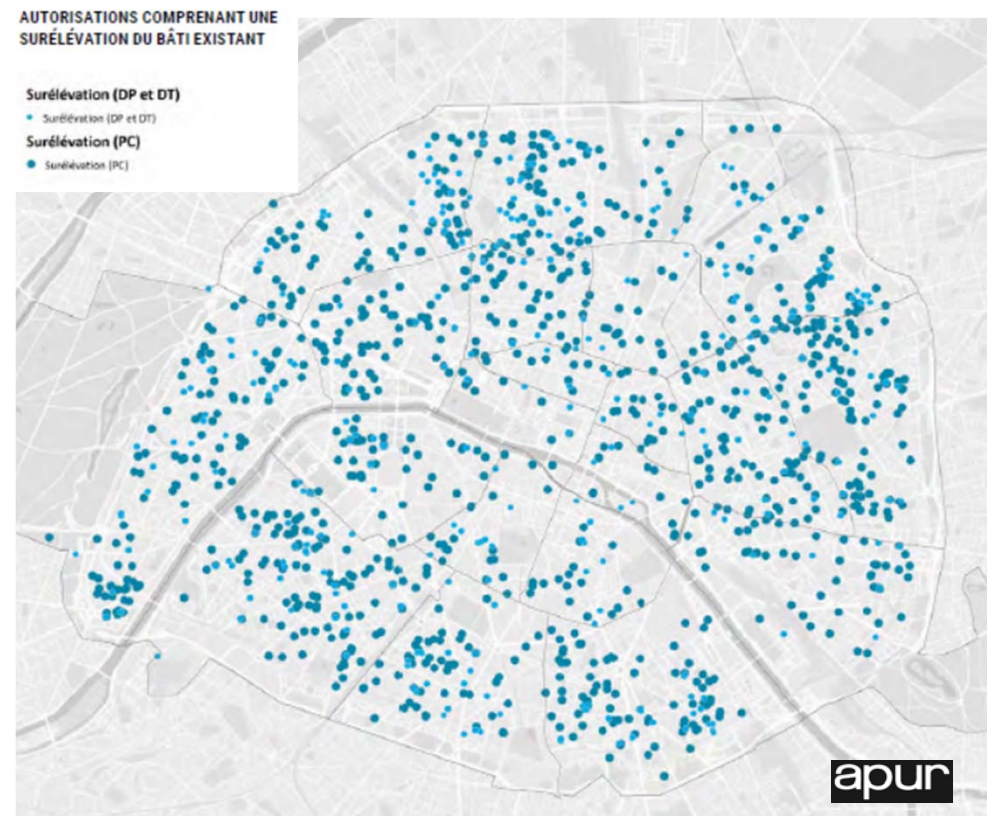 AUTORISATIONS COMPRENANT UNE
SURÉLÉVATION DU BÂTI EXISTANT
Surélévation (DP et DT)
Surélévation (DP et DT)
Surélévation (PC)
Surélévation (PC)
apur